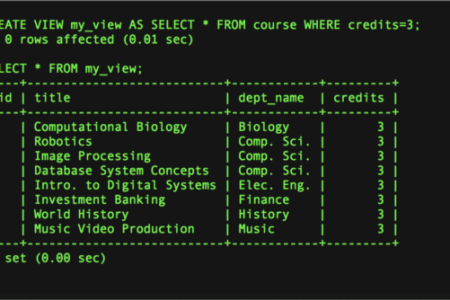 EATE VIEW my_view AS SELECT * FROM course WHERE credits=3;
0 rows affected (0.01 sec)
LECT * FROM my_view;
--+---------------------------+------------+---------+
id | title | dept_name | credits |
--+---------------------------+------------+---------+
| Computational Biology | Biology | 3 |
| Robotics | Comp. Sci. | 3 |
| Image Processing | Comp. Sci. | 3 |
| Database System Concepts | Comp. Sci. | 3 |
| Intro. to Digital Systems | Elec. Eng. | 3 |
| Investment Banking | Finance | 3 |
| World History | History | 3 |
| Music Video Production | Music | 3 |
--+---------------------------+------------+---------+
set (0.00 sec)